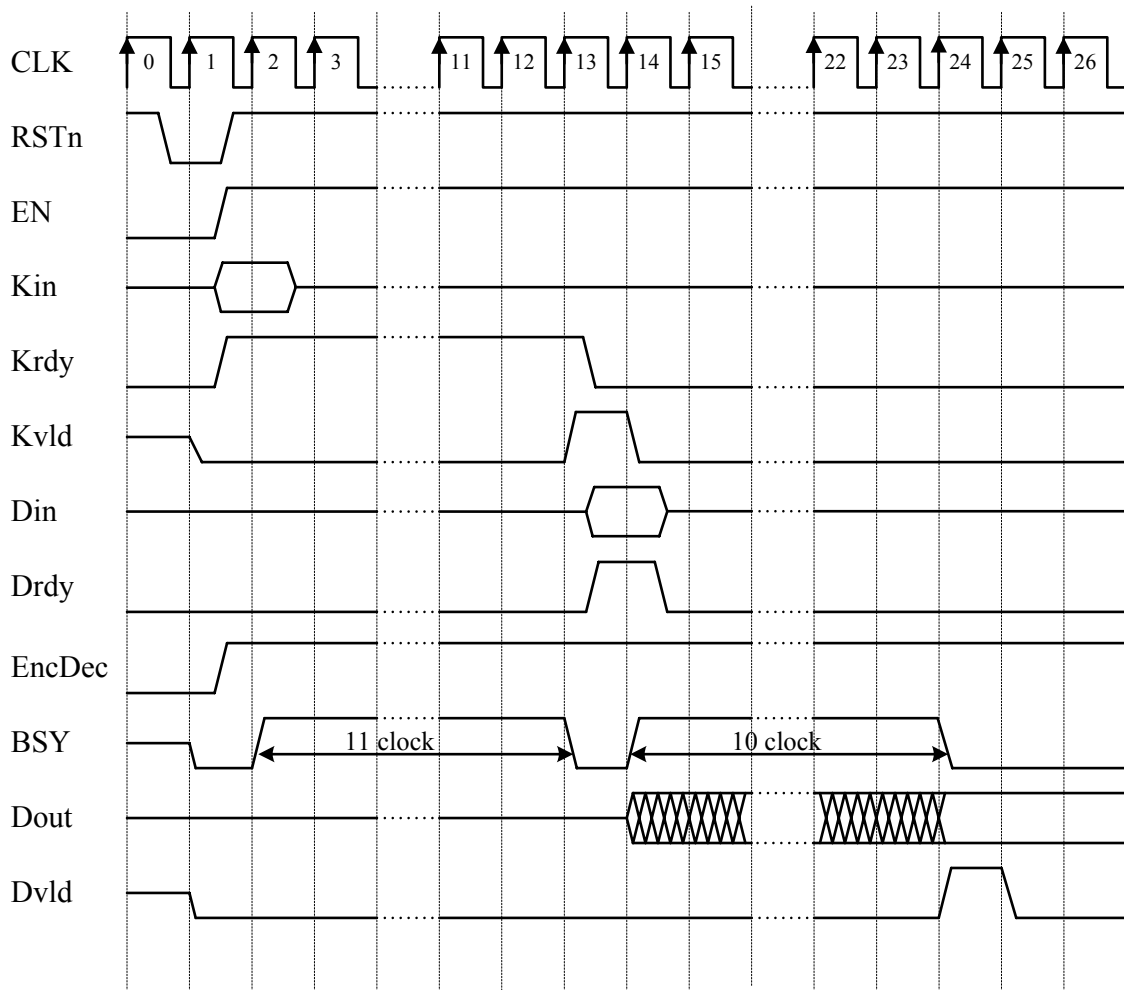 CLK 0 1 2 3 11 12 13 14 15 22 23 24 25 26
RSTn
EN
Kin
Krdy
Kvld
Din
Drdy
EncDec
BSY 11 clock 10 clock
Dout
Dvld